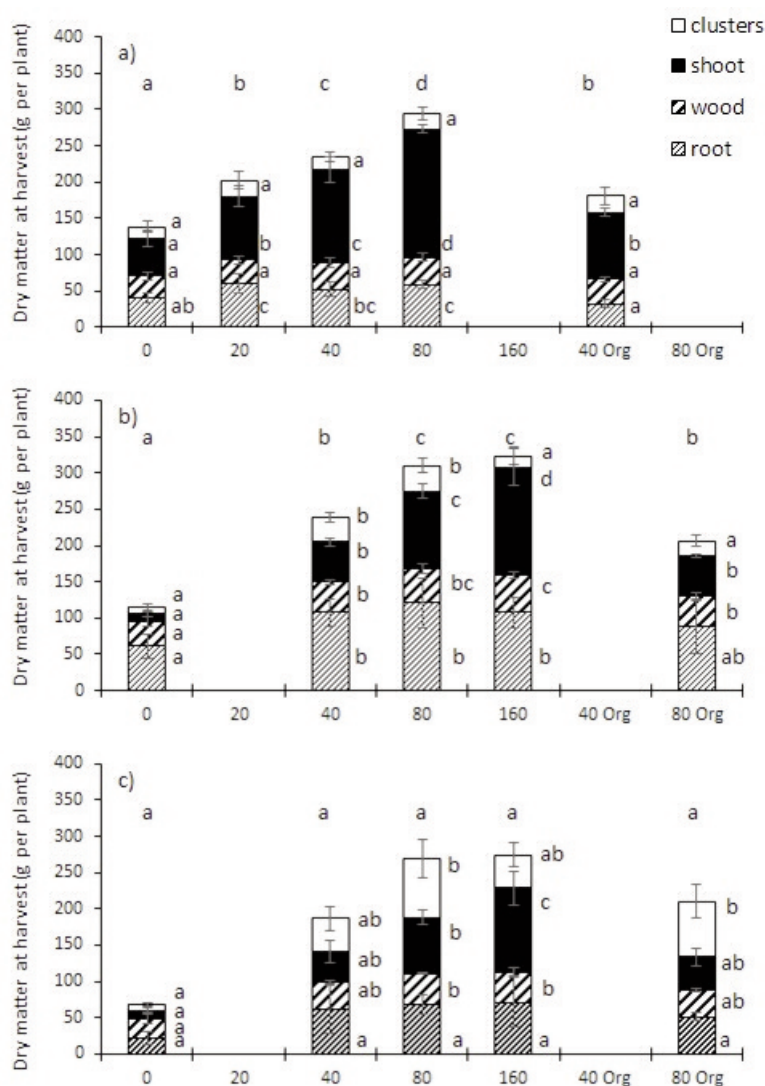 clusters
shoot
wood
root
Dry matter at harvest (g per plant)
a)
400
350
300
250
200
150
100
50
0
a b c d b
a a a a a
a b c d b
a a a a a
ab c bc c a
0 20 40 80 160 40 Org 80 Org
Dry matter at harvest (g per plant)
b)
400
350
300
250
200
150
100
50
0
a b c c b
a b b a a
a b c d b
a b bc c b
a b b b ab
0 20 40 80 160 40 Org 80 Org
Dry matter at harvest (g per plant)
c)
400
350
300
250
200
150
100
50
0
a a a a a
a ab b ab b
a ab b c ab
a ab b b ab
a a a a a
0 20 40 80 160 40 Org 80 Org